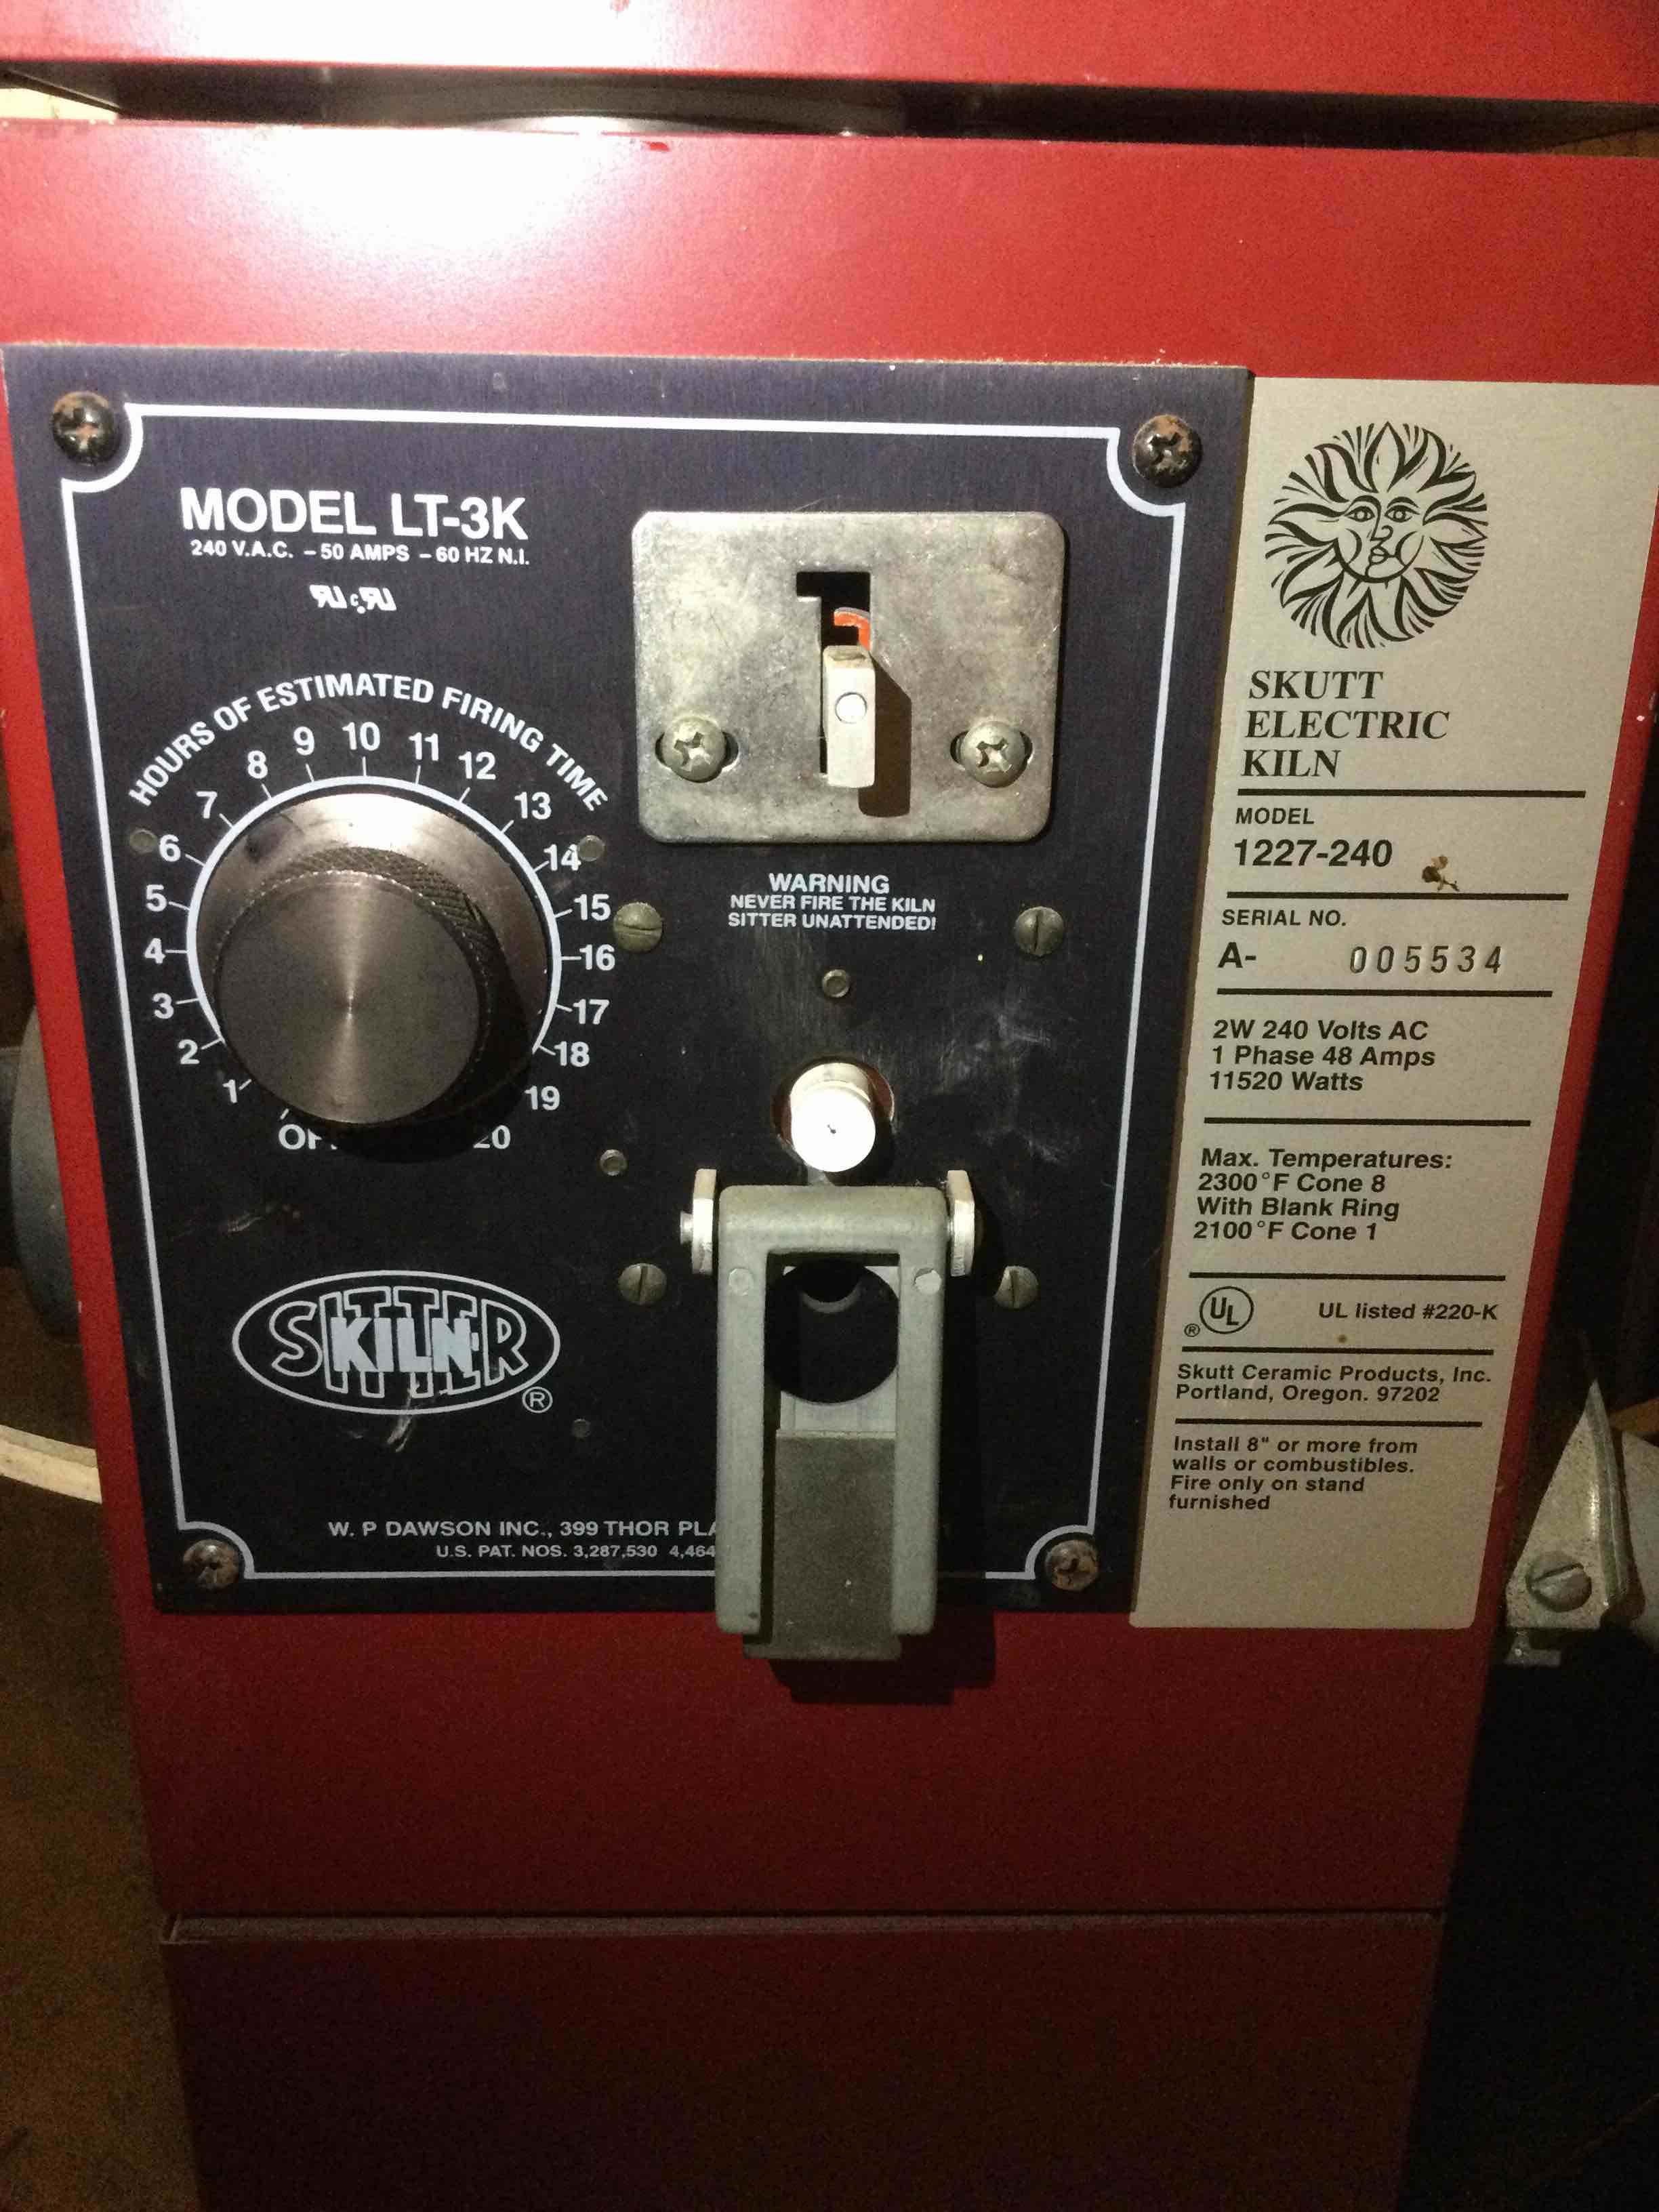 MODEL LT-3K
240 V.A.C. – 50 AMPS – 60 HZ N.I.
HOURS OF ESTIMATED FIRING TIME
1 2 3 4 5 6 7 8 9 10 11 12 13 14 15 16 17 18 19 20
WARNING
NEVER FIRE THE KILN
SITTER UNATTENDED!
SITTER
KILN
®
W. P DAWSON INC., 399 THOR
U.S. PAT. NOS. 3,287,530
SKUTT
ELECTRIC
KILN
MODEL
1227-240
SERIAL NO.
A- 005534
2W 240 Volts AC
1 Phase 48 Amps
11520 Watts
Max. Temperatures:
2300°F Cone 8
With Blank Ring
2100°F Cone 1
UL ® UL listed #220-K
Skutt Ceramic Products, Inc.
Portland, Oregon. 97202
Install 8" or more from
walls or combustibles.
Fire only on stand
furnished